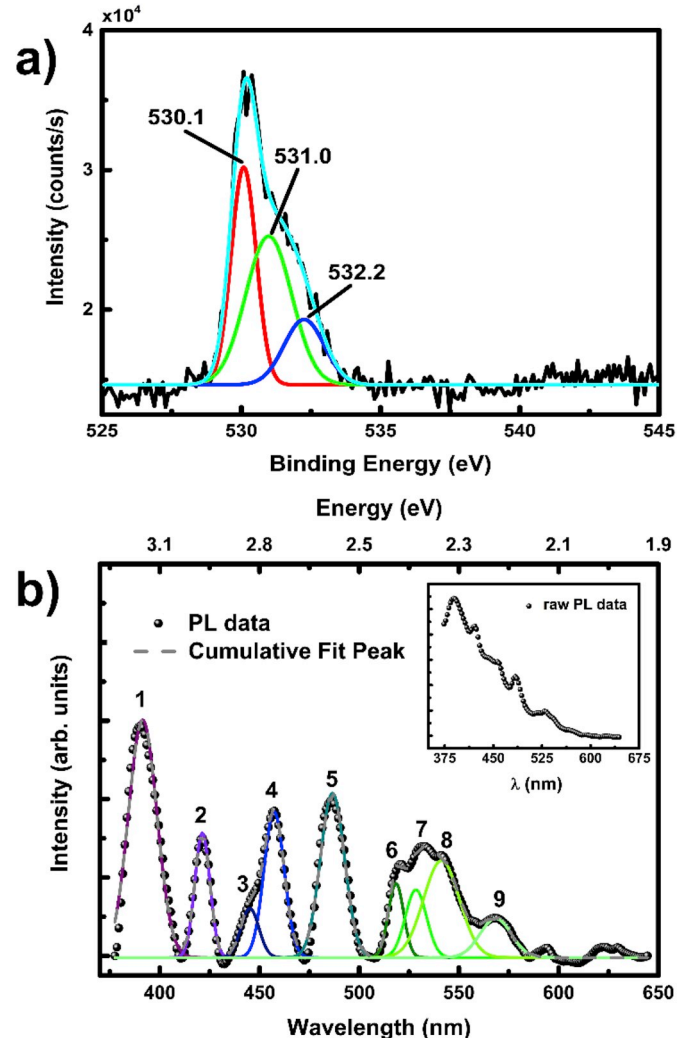 x10⁴
a)
4
3
2
Intensity (counts/s)
530.1
531.0
532.2
525 530 535 540 545
Binding Energy (eV)
Energy (eV)
3.1 2.8 2.5 2.3 2.1 1.9
b)
PL data
Cumulative Fit Peak
Intensity (arb. units)
1 2 3 4 5 6 7 8 9
raw PL data
375 450 525 600 675
λ (nm)
400 450 500 550 600 650
Wavelength (nm)